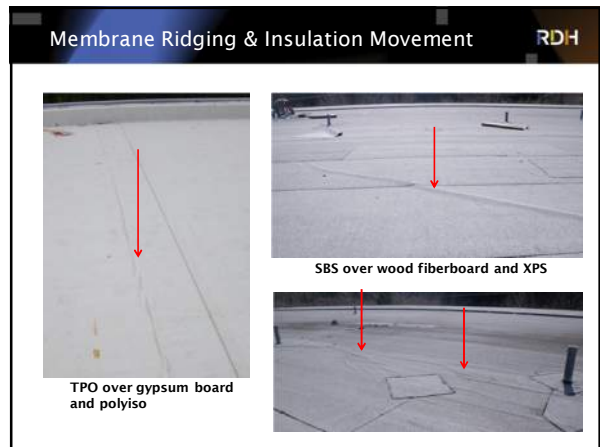 Membrane Ridging & Insulation Movement
RDH
SBS over wood fiberboard and XPS
TPO over gypsum board
and polyiso